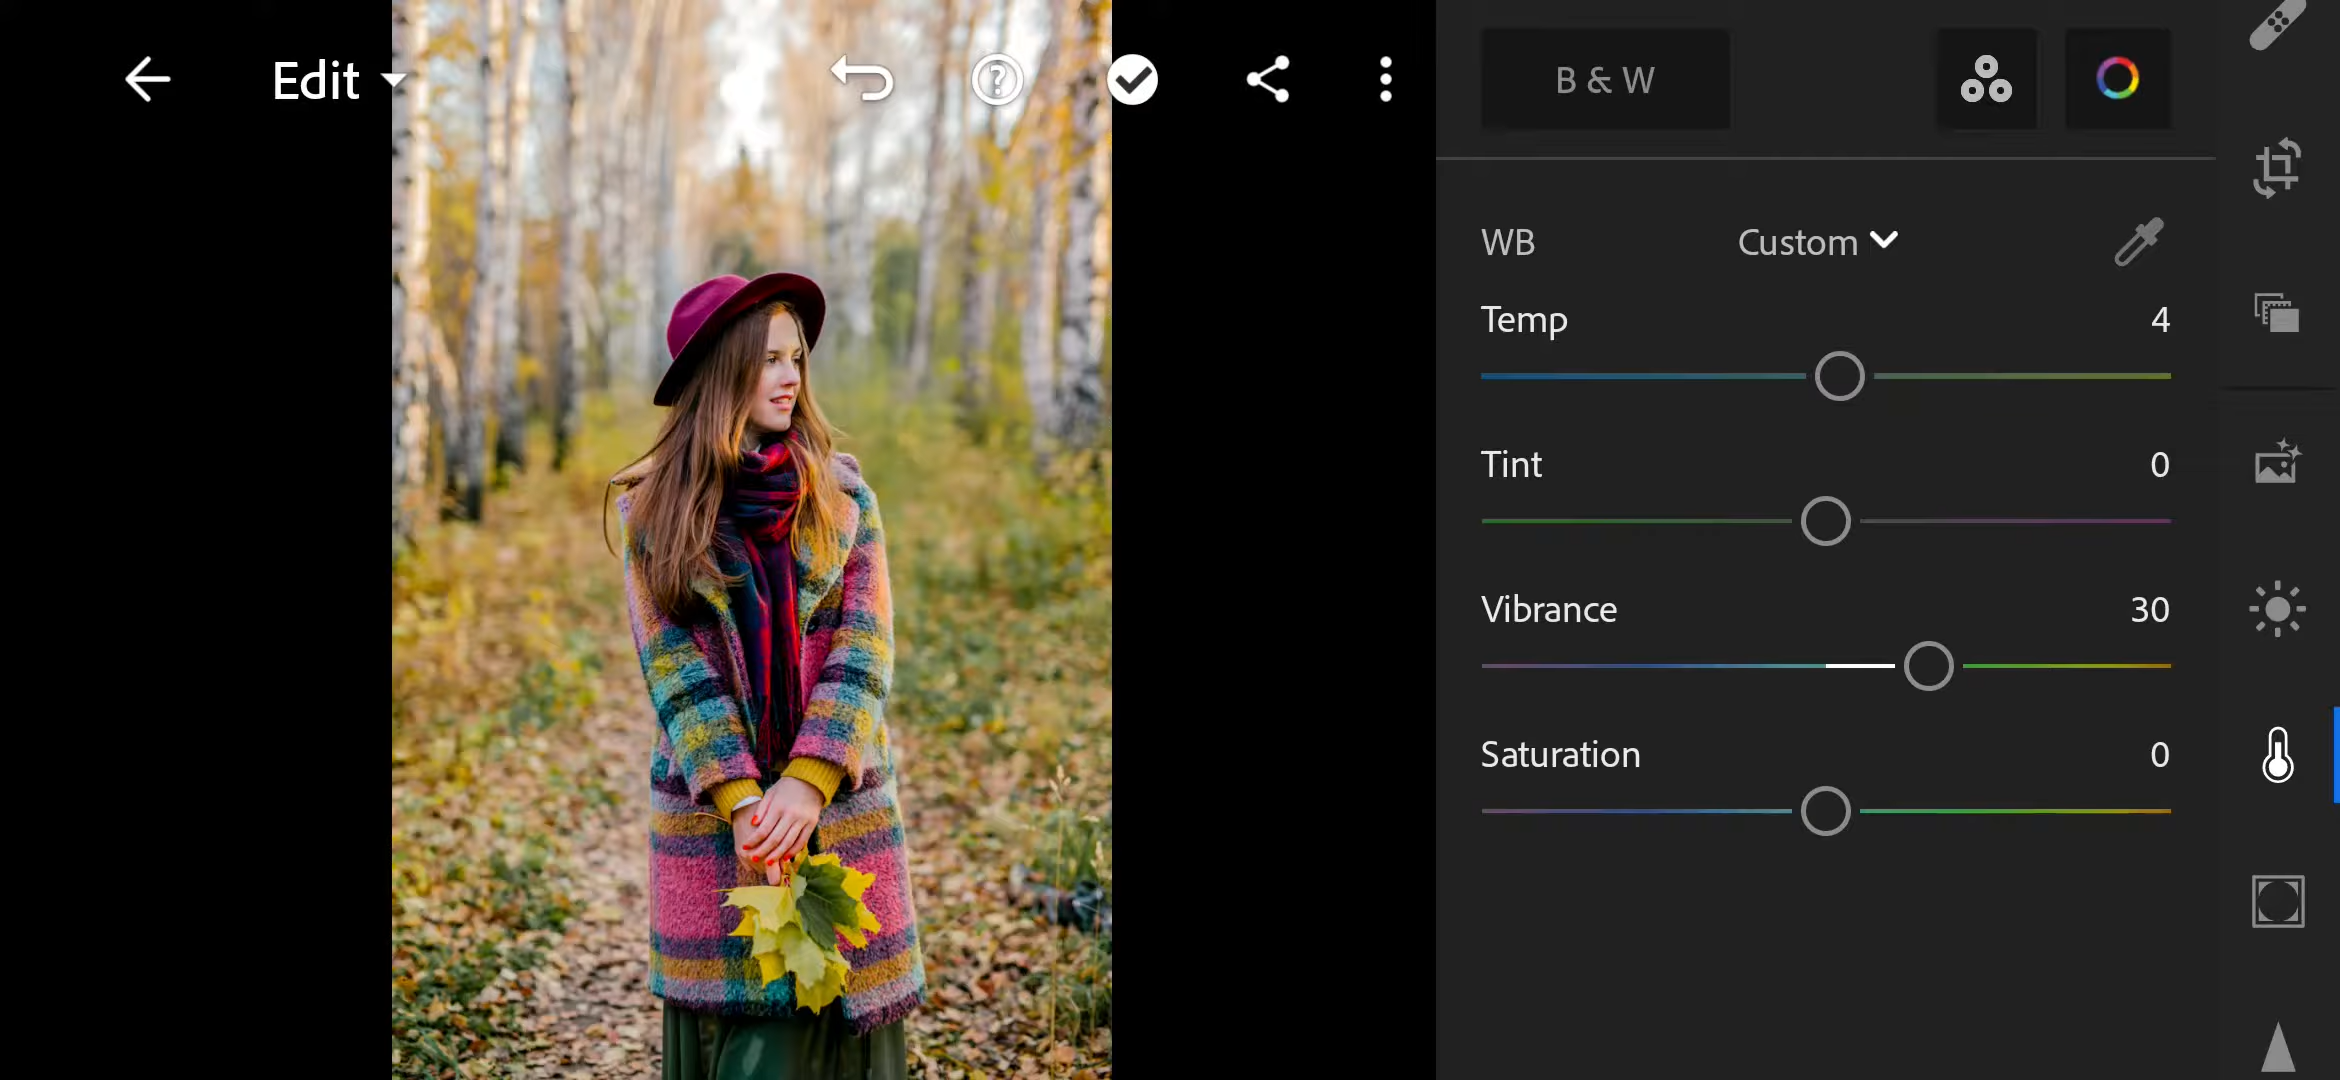 Edit
B & W
WB Custom
Temp 4
Tint 0
Vibrance 30
Saturation 0